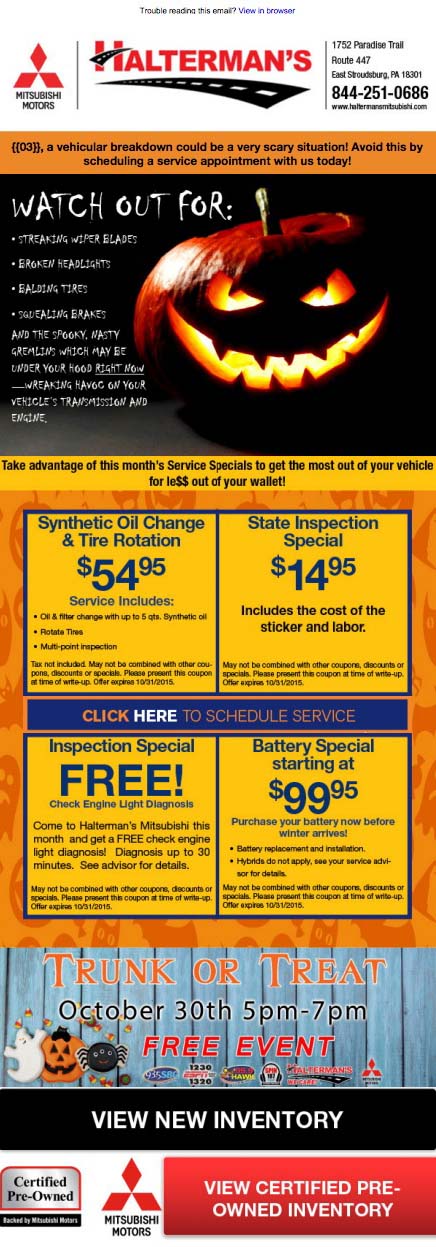 Trouble reading this email? View in browser
MITSUBISHI
MOTORS
HALTERMAN'S
1752 Paradise Trail
Route 447
East Stroudsburg, PA 18301
844-251-0686
www.haltermansmitsubishi.com
{{03}}, a vehicular breakdown could be a very scary situation! Avoid this by
scheduling a service appointment with us today!
WATCH OUT FOR:
• STREAKING WIPER BLADES
• BROKEN HEADLIGHTS
• BALDING TIRES
• SQUEALING BRAKES
AND THE SPOOKY, NASTY
GREMLINS WHICH MAY BE
UNDER YOUR HOOD RIGHT NOW
—WREAKING HAVOC ON YOUR
VEHICLE'S TRANSMISSION AND
ENGINE.
Take advantage of this month's Service Specials to get the most out of your vehicle
for le$$ out of your wallet!
Synthetic Oil Change
& Tire Rotation
$54.95
Service Includes:
• Oil & filter change with up to 5 qts. Synthetic oil
• Rotate Tires
• Multi-point inspection
Tax not included. May not be combined with other cou-
pons, discounts or specials. Please present this coupon
at time of write-up. Offer expires 10/31/2015.
State Inspection
Special
$14.95
Includes the cost of the
sticker and labor.
May not be combined with other coupons, discounts or
specials. Please present this coupon at time of write-up.
Offer expires 10/31/2015.
CLICK HERE TO SCHEDULE SERVICE
Inspection Special
FREE!
Check Engine Light Diagnosis
Come to Halterman's Mitsubishi this
month and get a FREE check engine
light diagnosis! Diagnosis up to 30
minutes. See advisor for details.
May not be combined with other coupons, discounts or
specials. Please present this coupon at time of write-up.
Offer expires 10/31/2015.
Battery Special
starting at
$99.95
Purchase your battery now before
winter arrives!
• Battery replacement and installation.
• Hybrids do not apply, see your service advi-
sor for details.
May not be combined with other coupons, discounts or
specials. Please present this coupon at time of write-up.
Offer expires 10/31/2015.
TRUNK OR TREAT
October 30th 5pm-7pm
FREE EVENT
935SBG
1230
ESPN
1320
HAWK
HALTERMAN'S
WE CARE!
VIEW NEW INVENTORY
Certified
Pre-Owned
Backed by Mitsubishi Motors
MITSUBISHI
MOTORS
VIEW CERTIFIED PRE-
OWNED INVENTORY